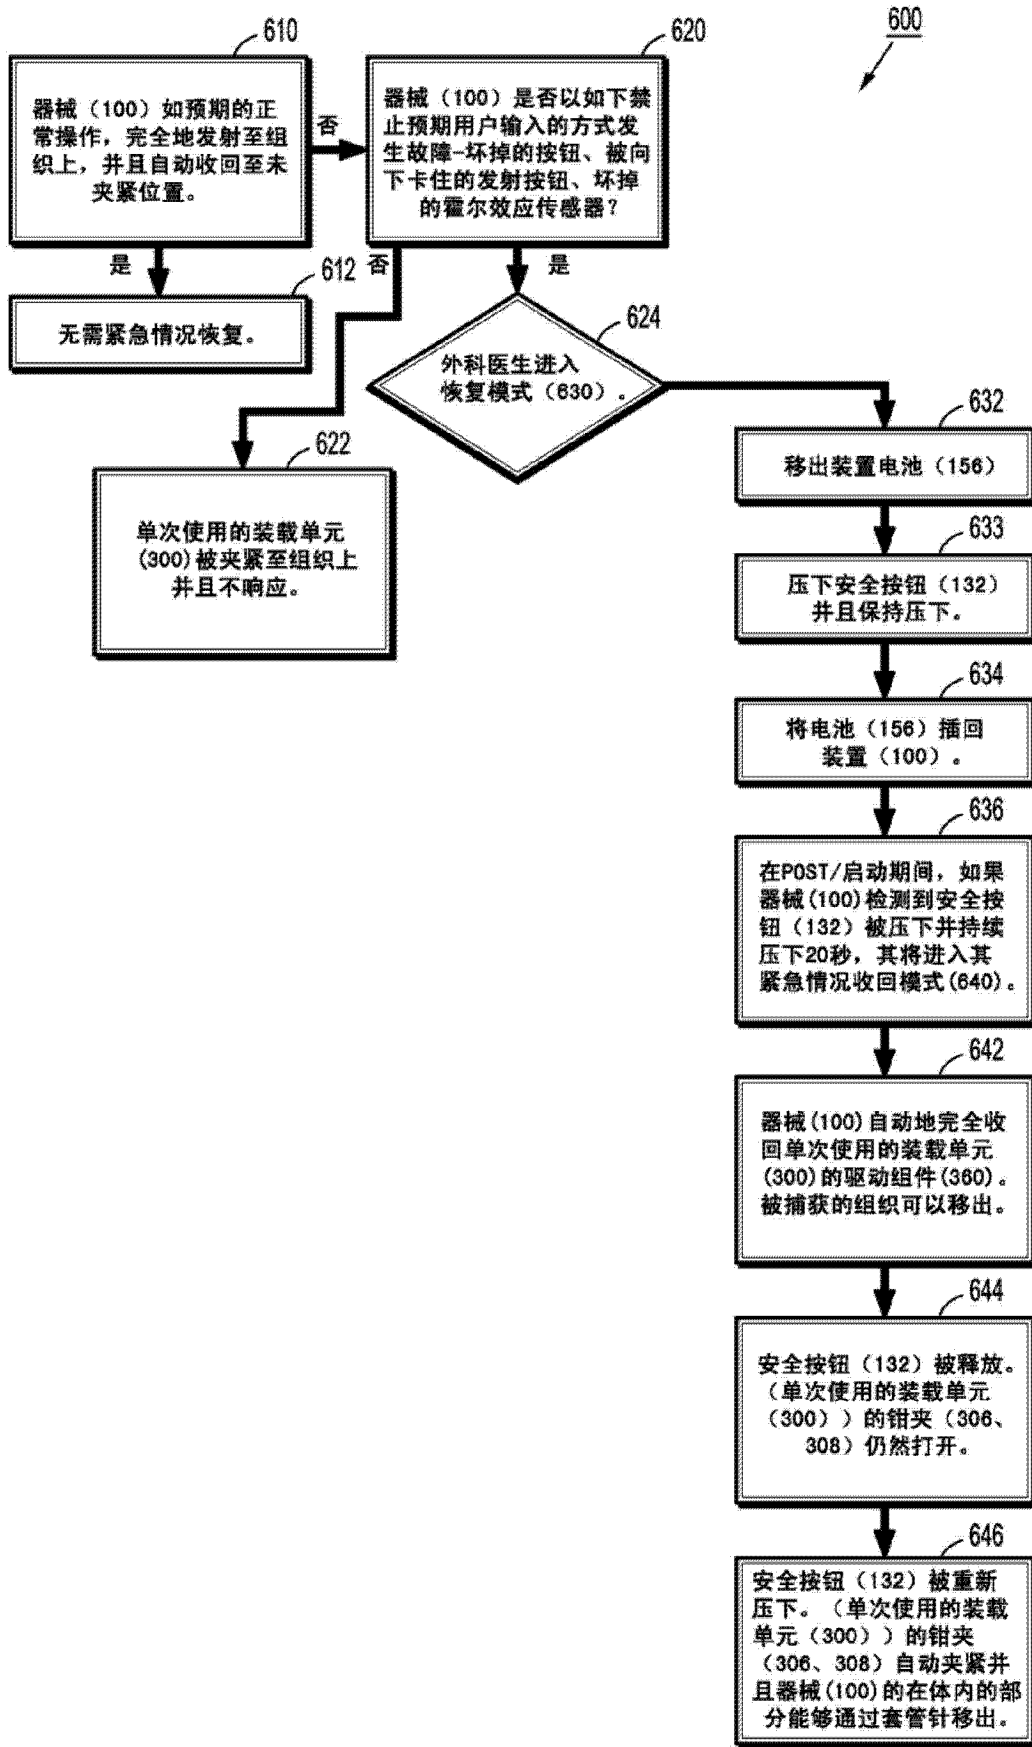 600
610
器械（100）如预期的正
常操作，完全地发射至组
织上，并且自动收回至未
夹紧位置。
否
620
器械（100）是否以如下禁
止预期用户输入的方式发
生故障-坏掉的按钮、被向
下卡住的发射按钮、坏掉
的霍尔效应传感器？
是
612
无需紧急情况恢复。
否
是
624
外科医生进入
恢复模式（630）。
622
单次使用的装载单元
(300)被夹紧至组织上
并且不响应。
632
移出装置电池（156）
633
压下安全按钮（132）
并且保持压下。
634
将电池（156）插回
装置（100）。
636
在POST/启动期间，如果
器械(100)检测到安全按
钮（132）被压下并持续
压下20秒，其将进入其
紧急情况收回模式(640)。
642
器械(100)自动地完全收
回单次使用的装载单元
(300)的驱动组件(360)。
被捕获的组织可以移出。
644
安全按钮（132）被释放。
（单次使用的装载单元
（300））的钳夹（306、
308）仍然打开。
646
安全按钮（132）被重新
压下。（单次使用的装载
单元（300））的钳夹
（306、308）自动夹紧并
且器械(100)的在体内的部
分能够通过套管针移出。